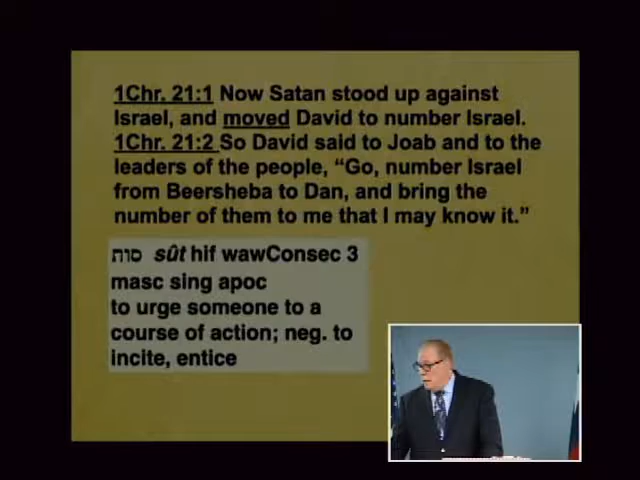 1Chr. 21:1 Now Satan stood up against
Israel, and moved David to number Israel.
1Chr. 21:2 So David said to Joab and to the
leaders of the people, “Go, number Israel
from Beersheba to Dan, and bring the
number of them to me that I may know it.”
סות sût hif wawConsec 3
masc sing apoc
to urge someone to a
course of action; neg. to
incite, entice